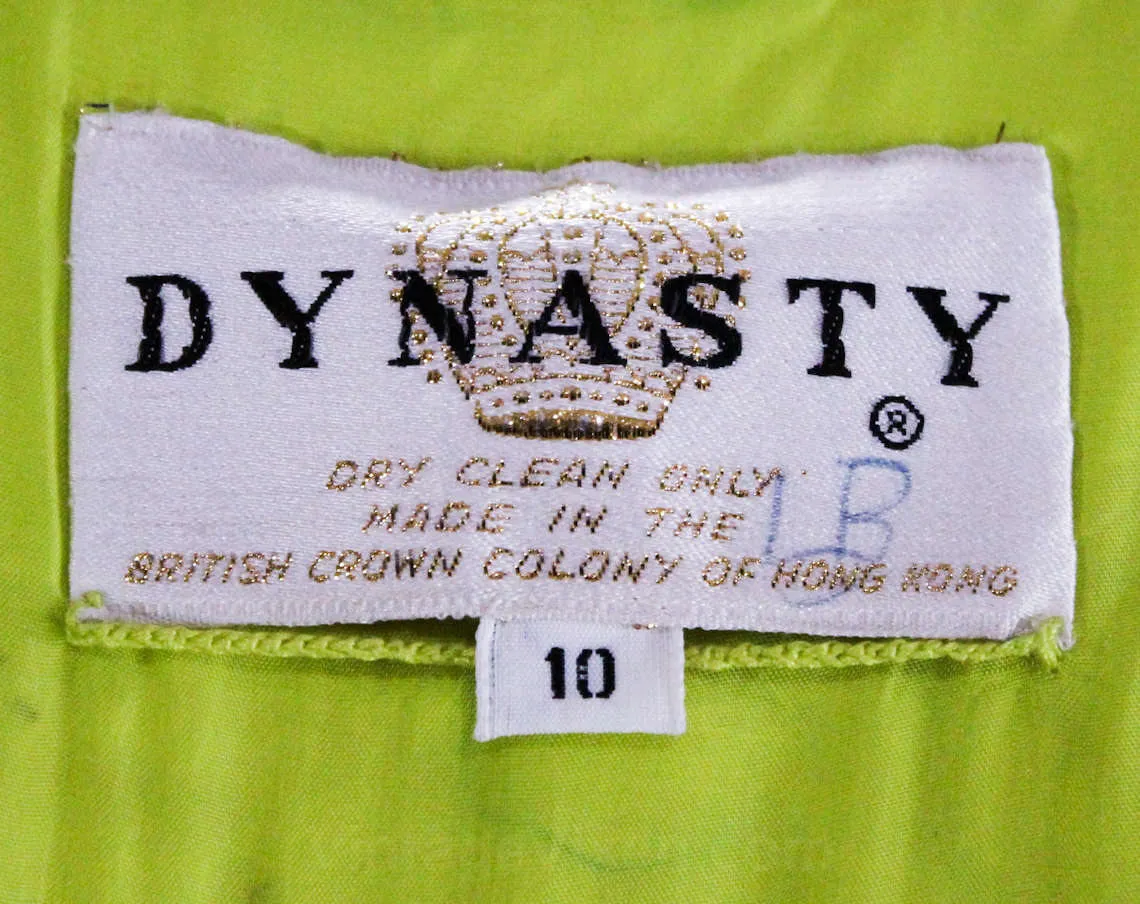 DYNASTY
®
DRY CLEAN ONLY
MADE IN THE
BRITISH CROWN COLONY OF HONG KONG
LB
10